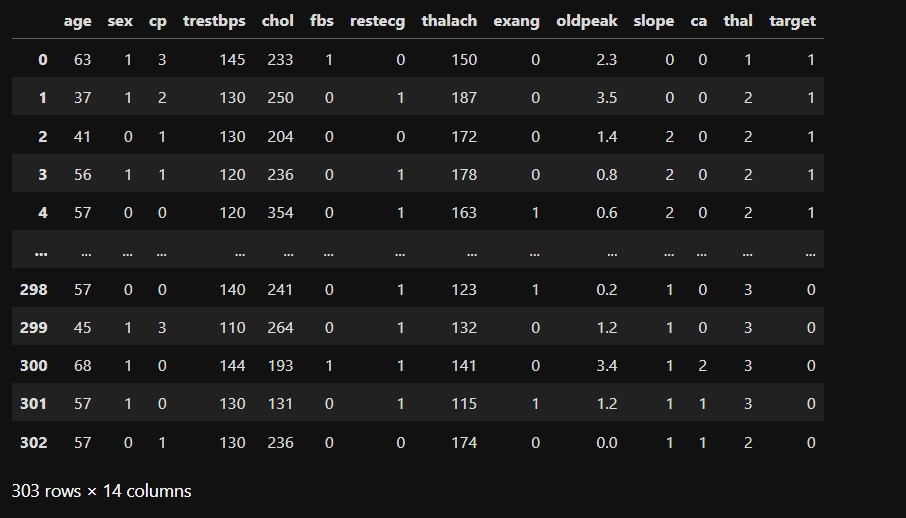 age sex cp trestbps chol fbs restecg thalach exang oldpeak slope ca thal target
0 63 1 3 145 233 1 0 150 0 2.3 0 0 1 1
1 37 1 2 130 250 0 1 187 0 3.5 0 0 2 1
2 41 0 1 130 204 0 0 172 0 1.4 2 0 2 1
3 56 1 1 120 236 0 1 178 0 0.8 2 0 2 1
4 57 0 0 120 354 0 1 163 1 0.6 2 0 2 1
... ... ... ... ... ... ... ... ... ... ... ... ... ... ...
298 57 0 0 140 241 0 1 123 1 0.2 1 0 3 0
299 45 1 3 110 264 0 1 132 0 1.2 1 0 3 0
300 68 1 0 144 193 1 1 141 0 3.4 1 2 3 0
301 57 1 0 130 131 0 1 115 1 1.2 1 1 3 0
302 57 0 1 130 236 0 0 174 0 0.0 1 1 2 0
303 rows × 14 columns